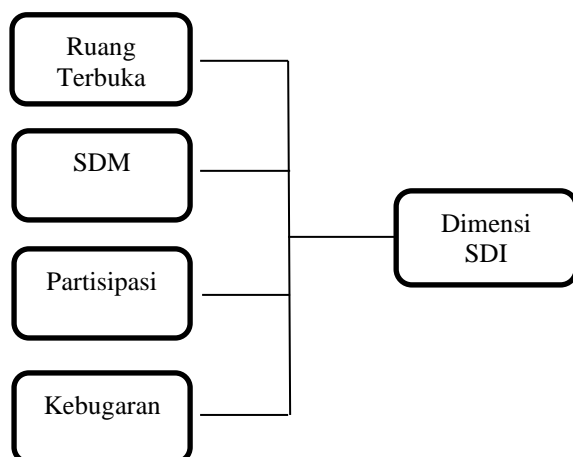 Ruang
Terbuka
SDM
Partisipasi
Kebugaran
Dimensi
SDI